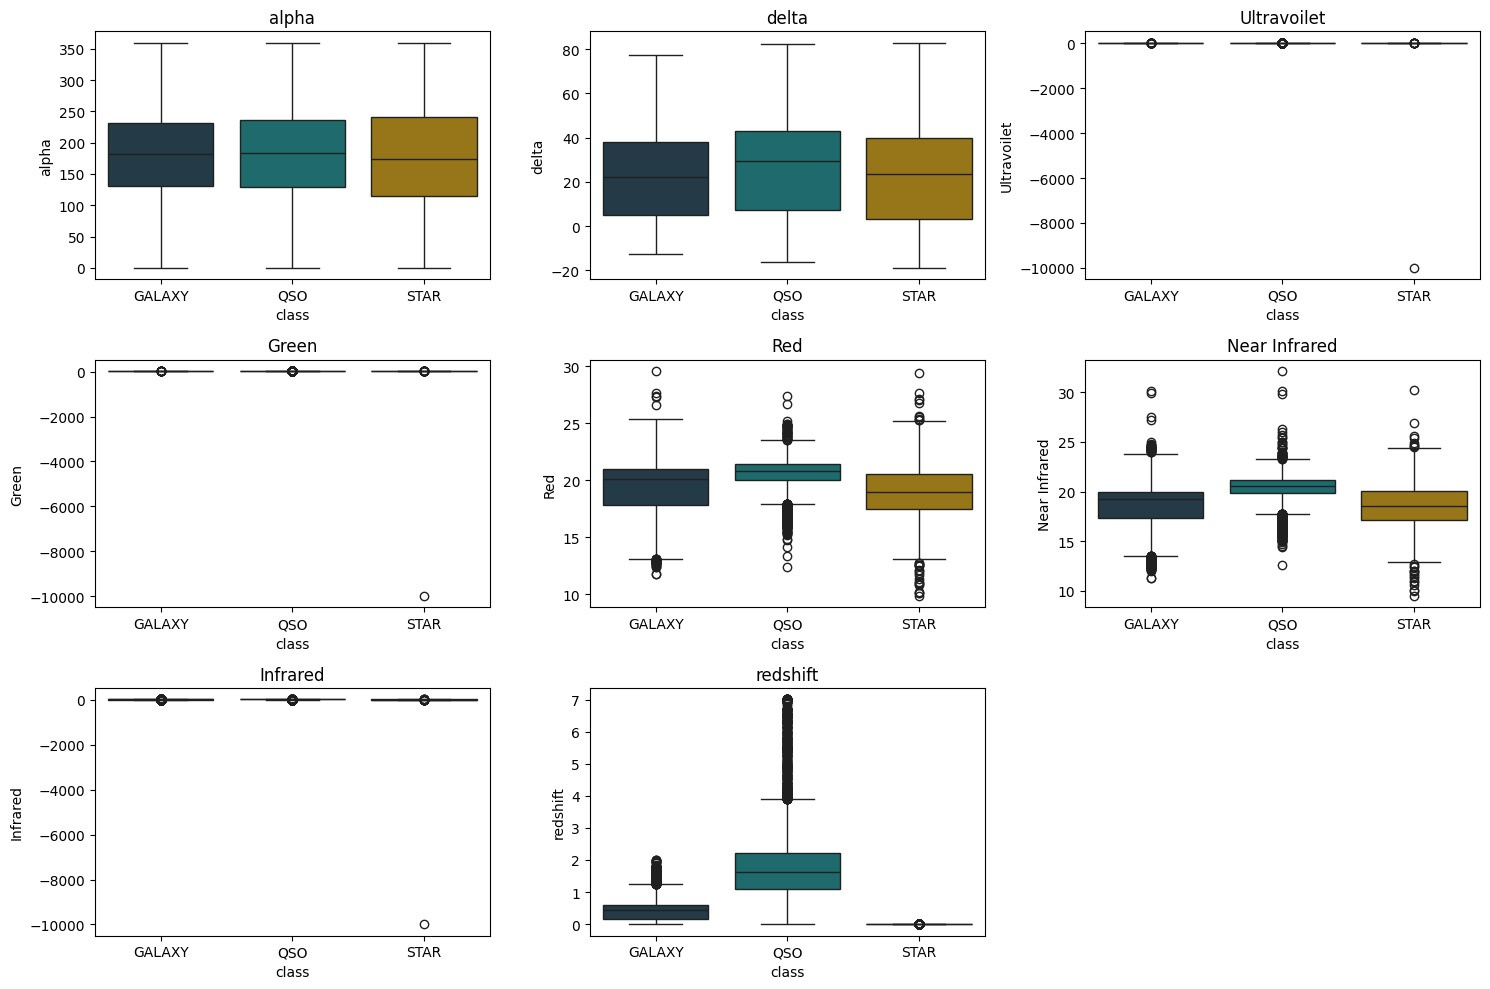 alpha
alpha
350
300
250
200
150
100
50
0
GALAXY
QSO
STAR
class
delta
delta
80
60
40
20
0
−20
GALAXY
QSO
STAR
class
Ultravoilet
Ultravoilet
0
−2000
−4000
−6000
−8000
−10000
GALAXY
QSO
STAR
class
Green
Green
0
−2000
−4000
−6000
−8000
−10000
GALAXY
QSO
STAR
class
Red
Red
30
25
20
15
10
GALAXY
QSO
STAR
class
Near Infrared
Near Infrared
30
25
20
15
10
GALAXY
QSO
STAR
class
Infrared
Infrared
0
−2000
−4000
−6000
−8000
−10000
GALAXY
QSO
STAR
class
redshift
redshift
7
6
5
4
3
2
1
0
GALAXY
QSO
STAR
class